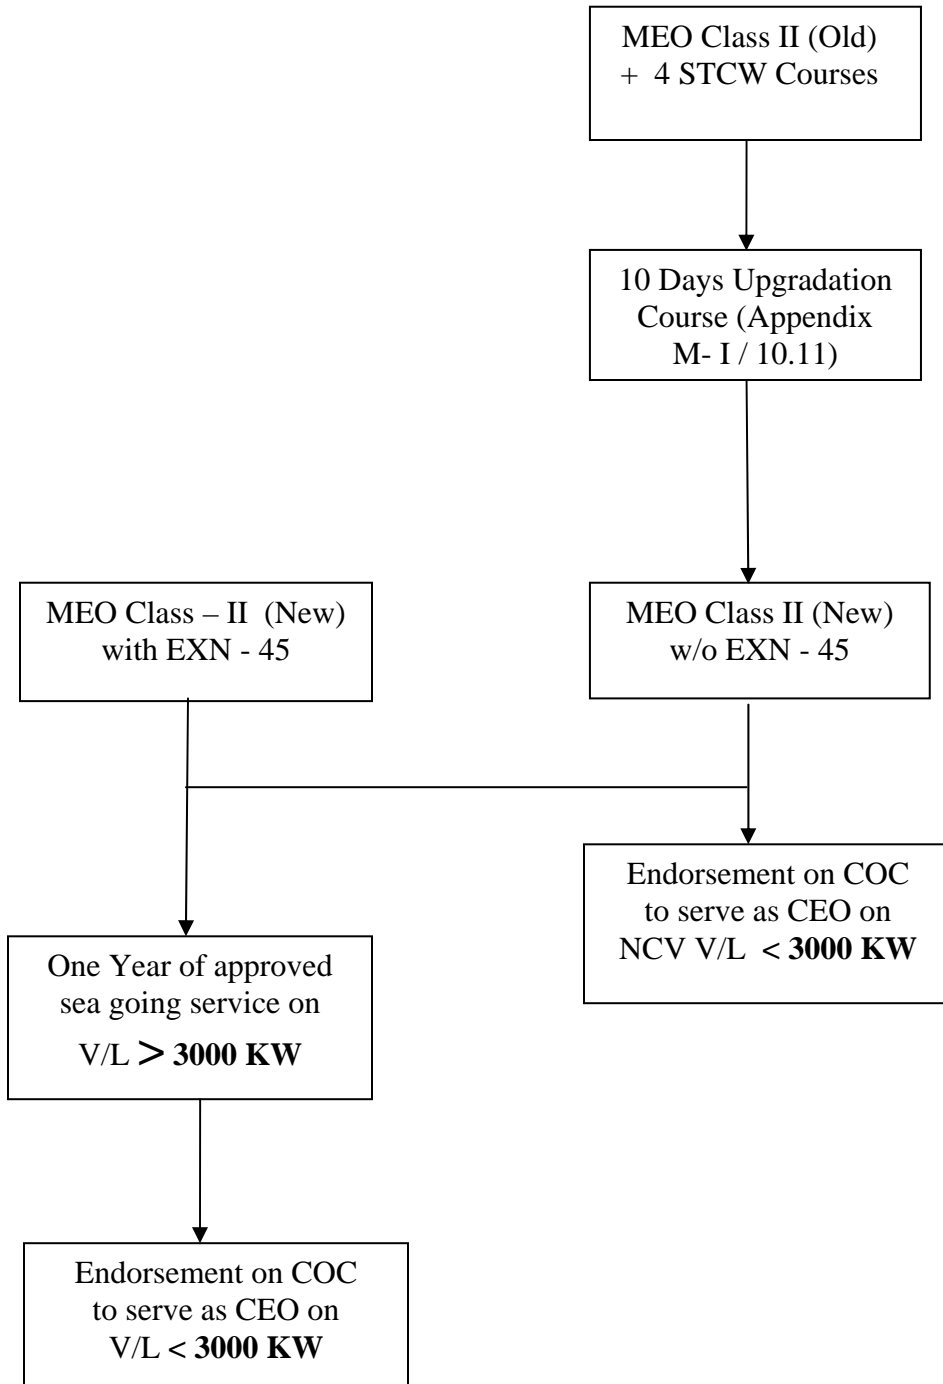 MEO Class II (Old)
+ 4 STCW Courses
10 Days Upgradation
Course (Appendix
M- I / 10.11)
MEO Class – II (New)
with EXN - 45
MEO Class II (New)
w/o EXN - 45
Endorsement on COC
to serve as CEO on
NCV V/L < 3000 KW
One Year of approved
sea going service on
V/L > 3000 KW
Endorsement on COC
to serve as CEO on
V/L < 3000 KW